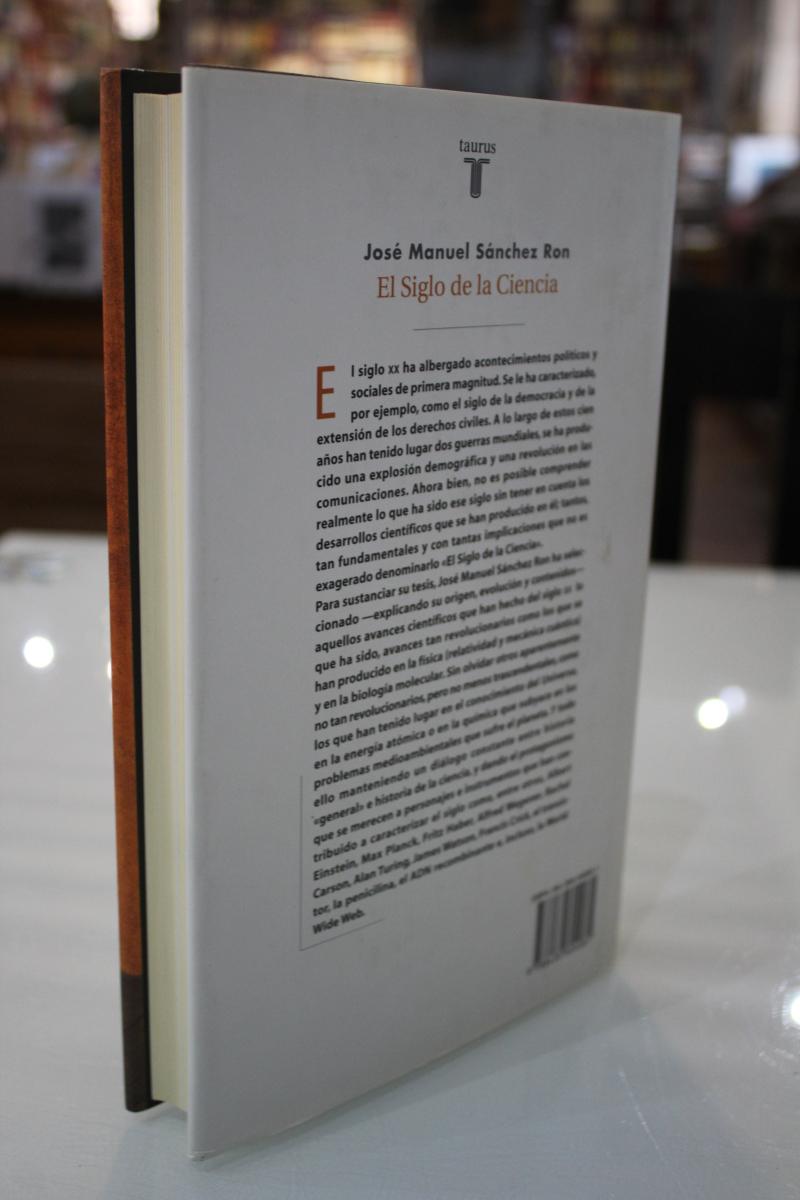 taurus
José Manuel Sánchez Ron
El Siglo de la Ciencia
El siglo XX ha albergado acontecimientos políticos y
sociales de primera magnitud. Se le ha caracterizado,
por ejemplo, como el siglo de la democracia y de la
extensión de los derechos civiles. A lo largo de estos cien
años han tenido lugar dos guerras mundiales, se ha produ-
cido una explosión demográfica y una revolución en las
comunicaciones. Ahora bien, no es posible comprender
realmente lo que ha sido ese siglo sin tener en cuenta los
desarrollos científicos que se han producido en él; tantos,
tan fundamentales y con tantas implicaciones que no es
exagerado denominarlo «El Siglo de la Ciencia».
Para sustanciar su tesis, José Manuel Sánchez Ron ha selec-
cionado —explicando su origen, evolución y contenidos—
aquellos avances científicos que han hecho del siglo XX lo
que ha sido, avances tan revolucionarios como los que se
han producido en la física (relatividad y mecánica cuántica)
y en la biología molecular. Sin olvidar otros aparentemente
no tan revolucionarios, pero no menos trascendentales, como
los que han tenido lugar en el conocimiento del Universo,
en la energía atómica o en la química que subyace en los
problemas medioambientales que sufre el planeta. Y todo
ello manteniendo un diálogo constante entre historia
«general» e historia de la ciencia, y dando el protagonismo
que se merecen a personajes e instrumentos que han con-
tribuido a caracterizar el siglo como, entre otros, Albert
Einstein, Max Planck, Fritz Haber, Alfred Wegener, Rachel
Carson, Alan Turing, James Watson, Francis Crick, el transis-
tor, la penicilina, el ADN recombinante e, incluso, la World
Wide Web.